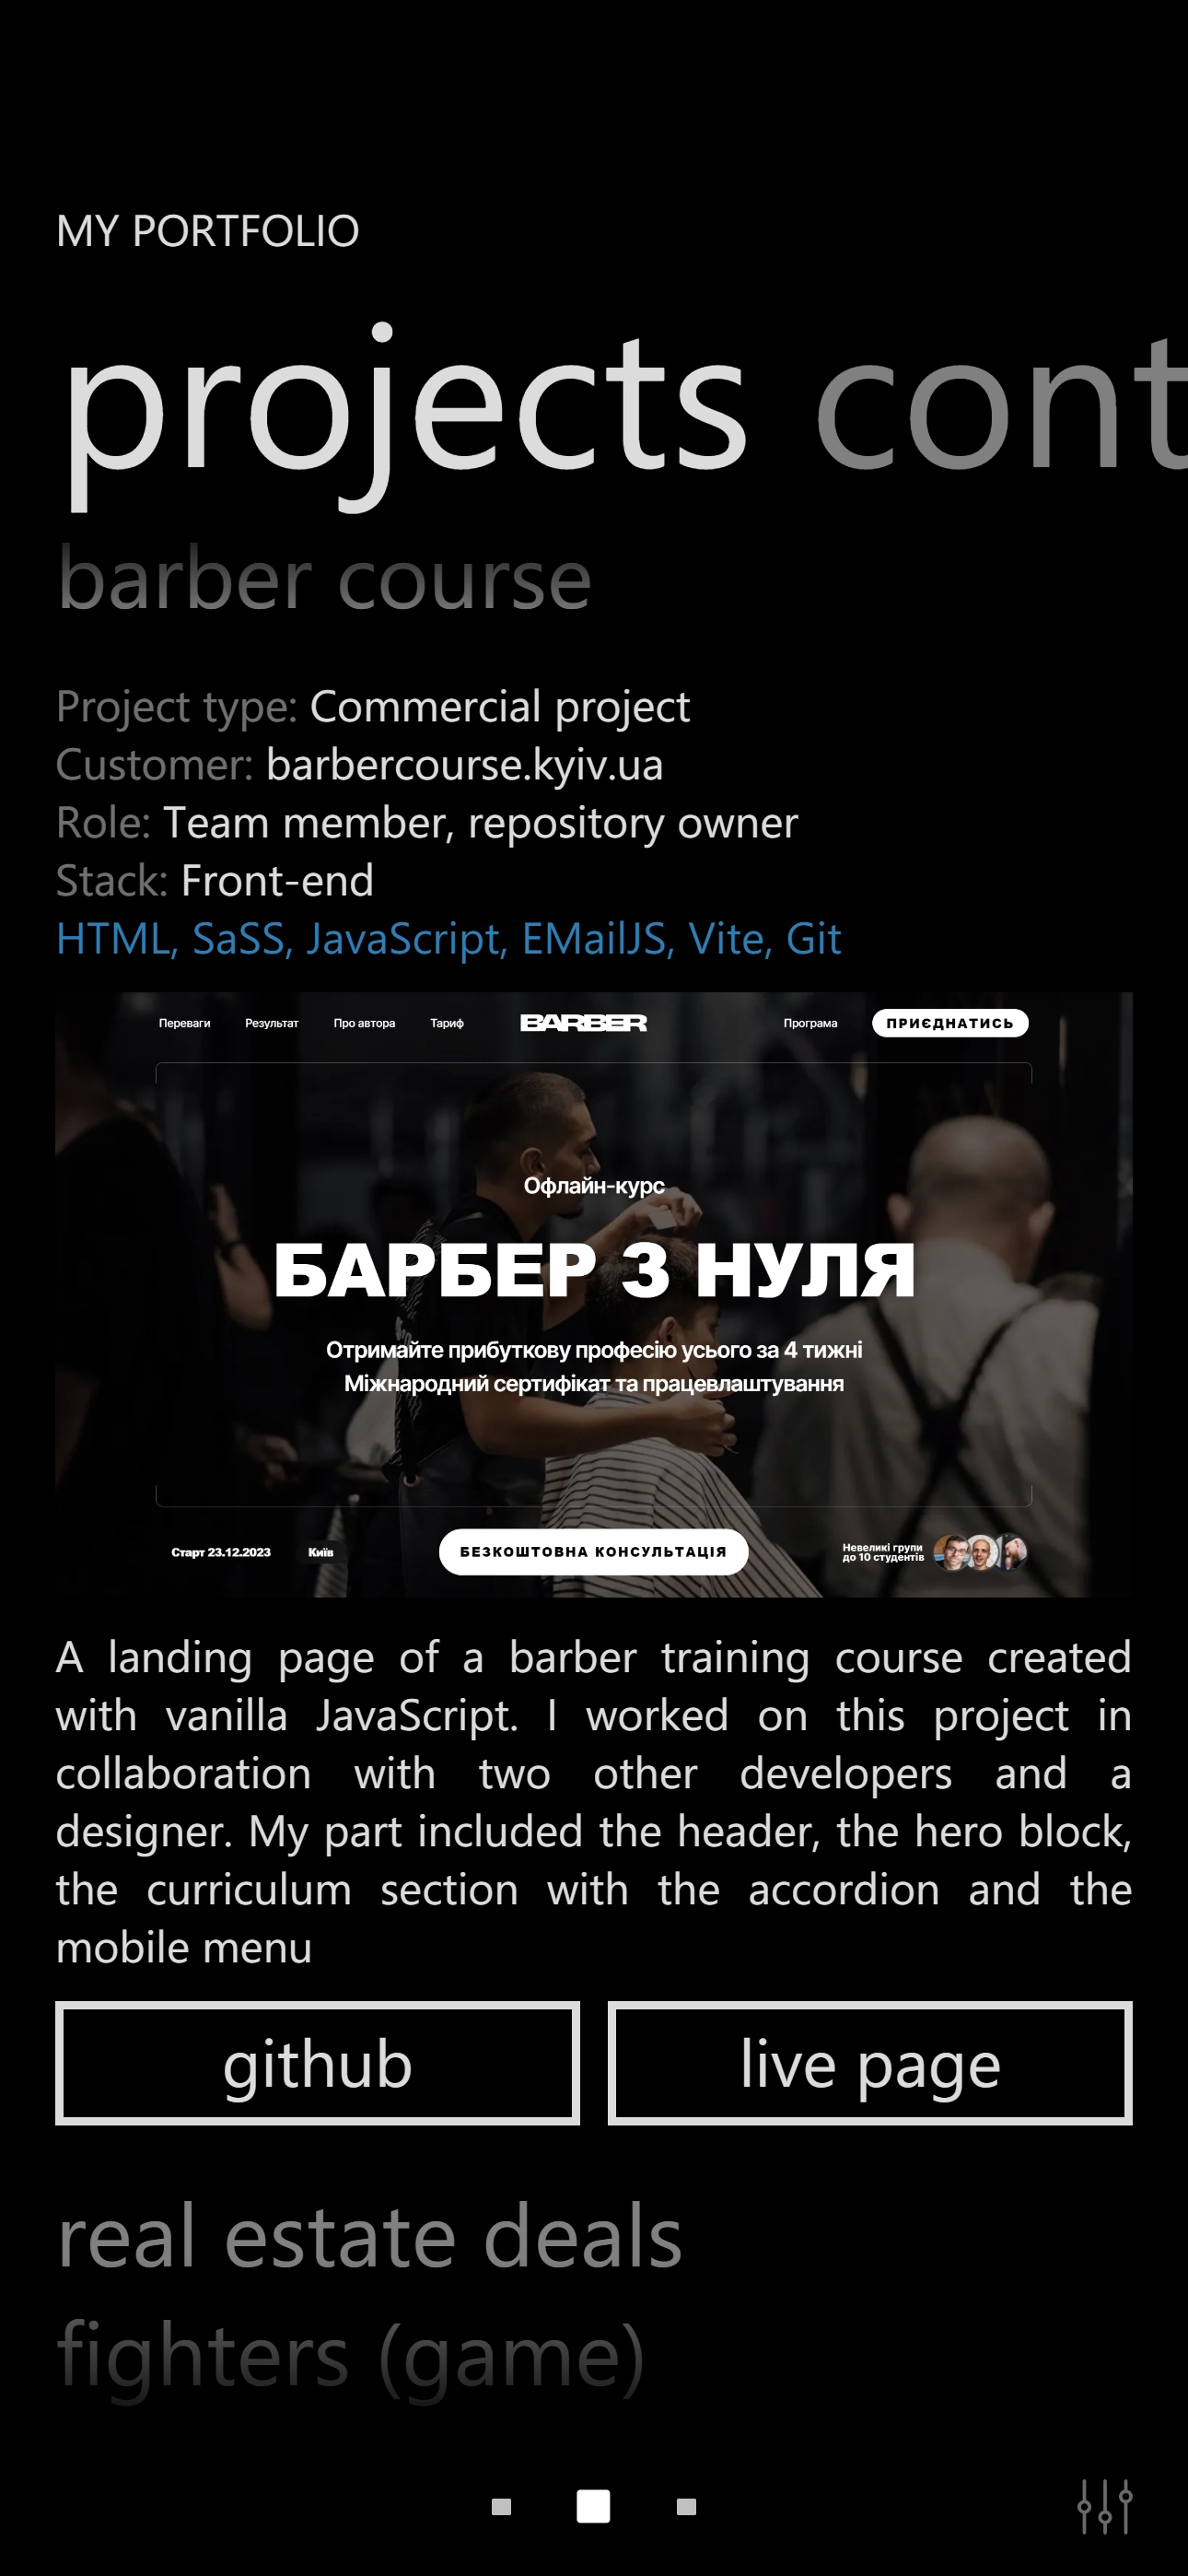 MY PORTFOLIO
projects cont
barber course
Project type: Commercial project
Customer: barbercourse.kyiv.ua
Role: Team member, repository owner
Stack: Front-end
HTML, SaSS, JavaScript, EMailJS, Vite, Git
Переваги Результат Про автора Тариф BARBER Програма ПРИЄДНАТИСЬ
Офлайн-курс
БАРБЕР З НУЛЯ
Отримайте прибуткову професію усього за 4 тижні
Міжнародний сертифікат та працевлаштування
Старт 23.12.2023 Київ БЕЗКОШТОВНА КОНСУЛЬТАЦІЯ Невеликі групи
до 10 студентів
A landing page of a barber training course created
with vanilla JavaScript. I worked on this project in
collaboration with two other developers and a
designer. My part included the header, the hero block,
the curriculum section with the accordion and the
mobile menu
github live page
real estate deals
fighters (game)